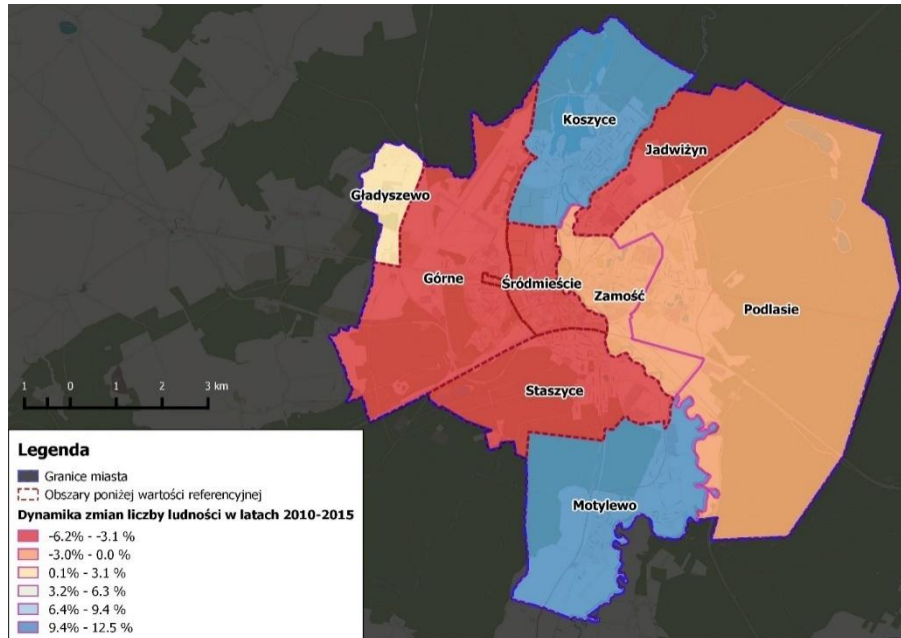 Koszyce
Jadwiżyn
Gładyszewo
Górne
Śródmieście
Zamość
Podlasie
Staszyce
Motylewo
1 0 1 2 3 km
Legenda
Granice miasta
Obszary poniżej wartości referencyjnej
Dynamika zmian liczby ludności w latach 2010-2015
-6.2% - -3.1 %
-3.0% - 0.0 %
0.1% - 3.1 %
3.2% - 6.3 %
6.4% - 9.4 %
9.4% - 12.5 %